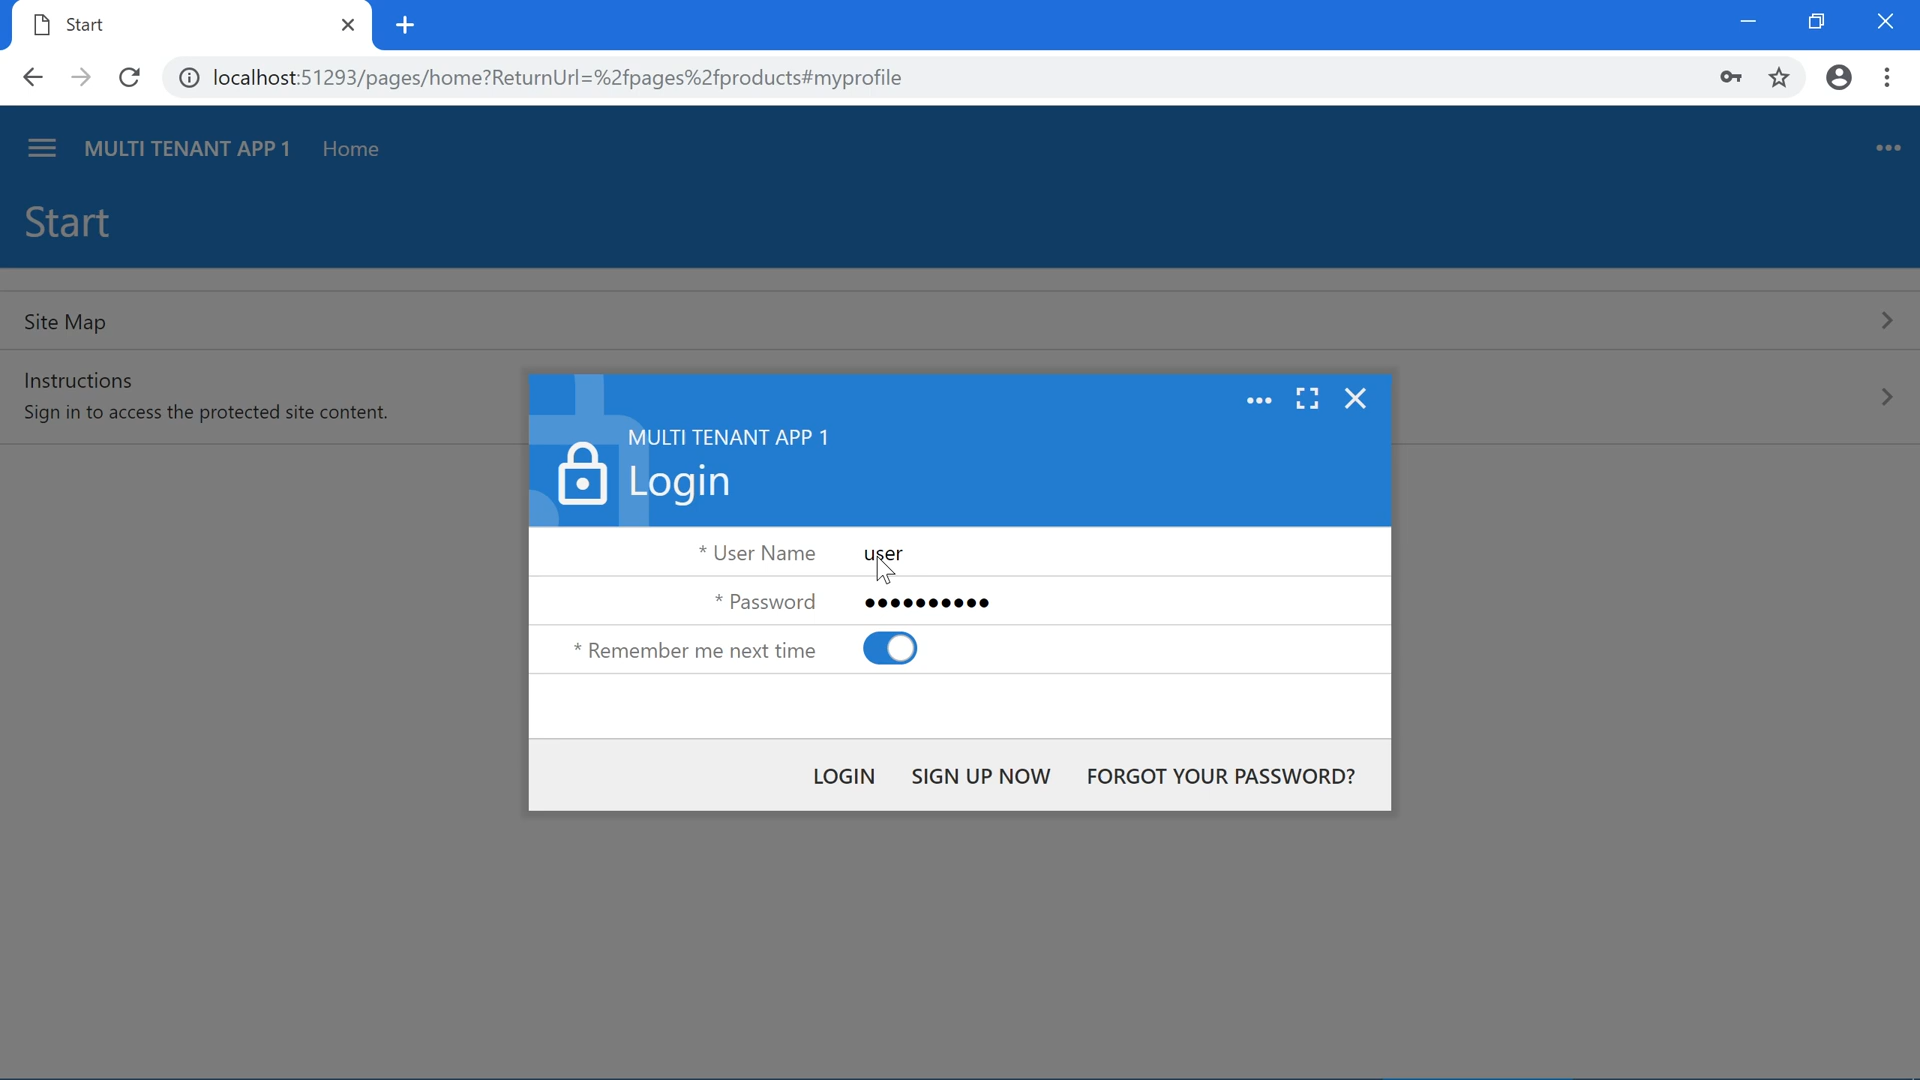 Start
localhost:51293/pages/home?ReturnUrl=%2fpages%2fproducts#myprofile
MULTI TENANT APP 1 Home
Start
Site Map
Instructions
Sign in to access the protected site content.
MULTI TENANT APP 1
Login
* User Name user
* Password ••••••••••
* Remember me next time
LOGIN SIGN UP NOW FORGOT YOUR PASSWORD?